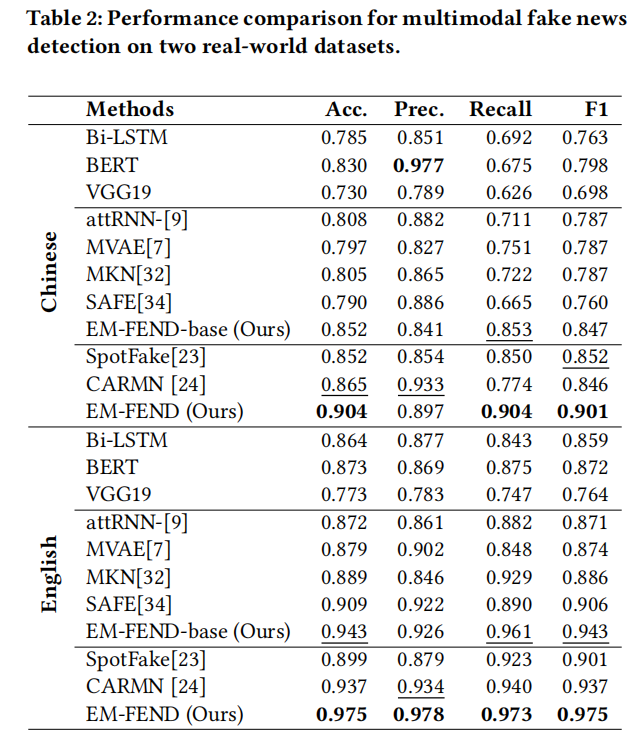 Table 2: Performance comparison for multimodal fake news
detection on two real-world datasets.
Methods Acc. Prec. Recall F1
Chinese
Bi-LSTM 0.785 0.851 0.692 0.763
BERT 0.830 0.977 0.675 0.798
VGG19 0.730 0.789 0.626 0.698
attRNN-[9] 0.808 0.882 0.711 0.787
MVAE[7] 0.797 0.827 0.751 0.787
MKN[32] 0.805 0.865 0.722 0.787
SAFE[34] 0.790 0.886 0.665 0.760
EM-FEND-base (Ours) 0.852 0.841 0.853 0.847
SpotFake[23] 0.852 0.854 0.850 0.852
CARMN [24] 0.865 0.933 0.774 0.846
EM-FEND (Ours) 0.904 0.897 0.904 0.901
English
Bi-LSTM 0.864 0.877 0.843 0.859
BERT 0.873 0.869 0.875 0.872
VGG19 0.773 0.783 0.747 0.764
attRNN-[9] 0.872 0.861 0.882 0.871
MVAE[7] 0.879 0.902 0.848 0.874
MKN[32] 0.889 0.846 0.929 0.886
SAFE[34] 0.909 0.922 0.890 0.906
EM-FEND-base (Ours) 0.943 0.926 0.961 0.943
SpotFake[23] 0.899 0.879 0.923 0.901
CARMN [24] 0.937 0.934 0.940 0.937
EM-FEND (Ours) 0.975 0.978 0.973 0.975